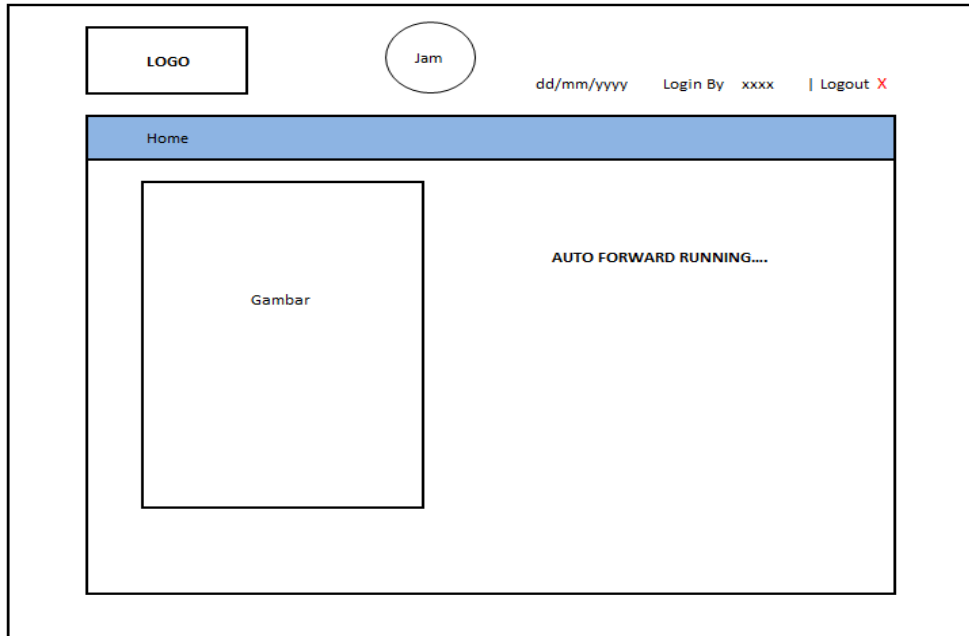 LOGO
Jam
dd/mm/yyyy Login By xxxx | Logout X
Home
AUTO FORWARD RUNNING....
Gambar